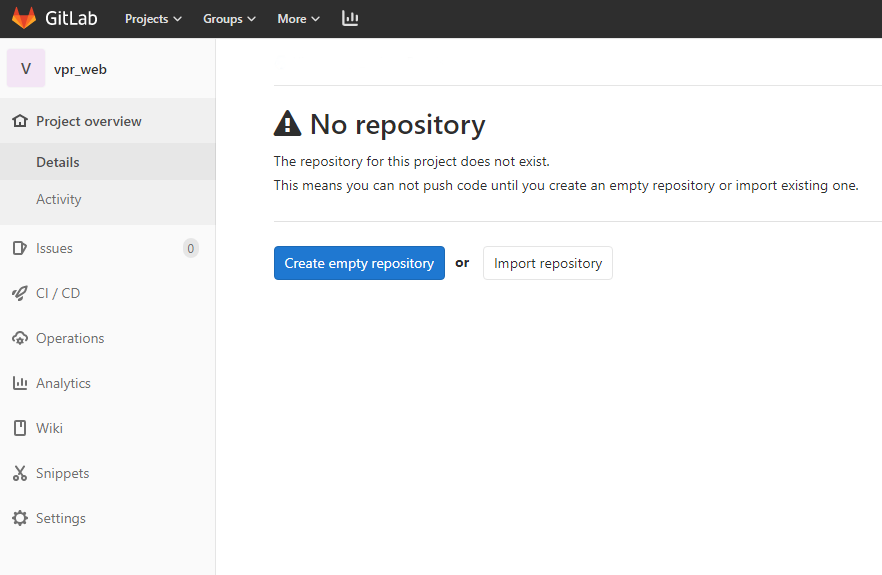 GitLab Projects Groups More
V vpr_web
Project overview
Details
Activity
Issues 0
CI / CD
Operations
Analytics
Wiki
Snippets
Settings
No repository
The repository for this project does not exist.
This means you can not push code until you create an empty repository or import existing one.
Create empty repository or Import repository